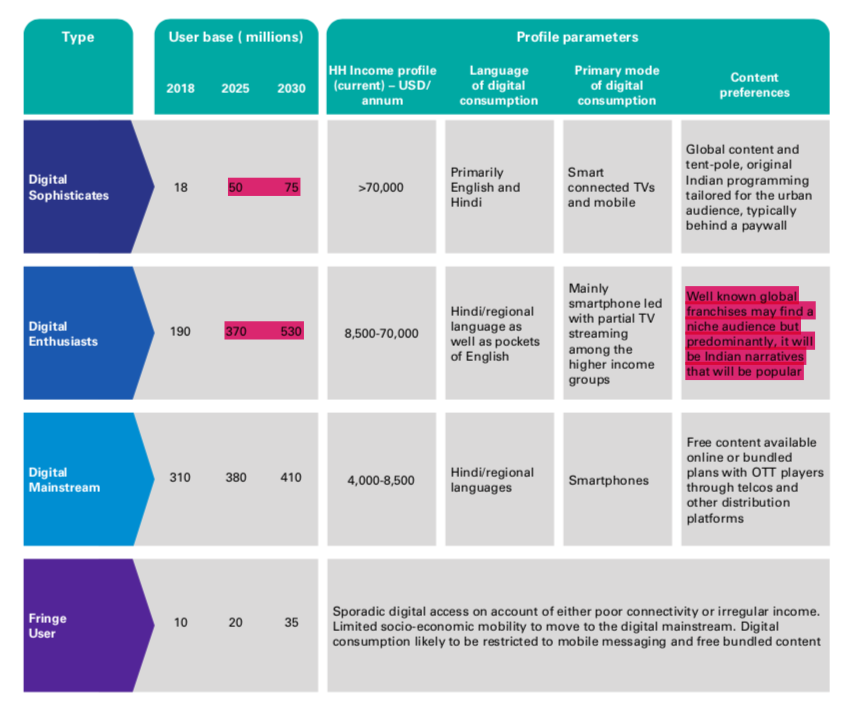 Type
User base ( millions)
2018 2025 2030
Profile parameters
HH Income profile
(current) – USD/
annum
Language
of digital
consumption
Primary mode
of digital
consumption
Content
preferences
Digital
Sophisticates
18 50 75
>70,000
Primarily
English and
Hindi
Smart
connected TVs
and mobile
Global content and
tent-pole, original
Indian programming
tailored for the urban
audience, typically
behind a paywall
Digital
Enthusiasts
190 370 530
8,500-70,000
Hindi/regional
language as
well as pockets
of English
Mainly
smartphone led
with partial TV
streaming
among the
higher income
groups
Well known global
franchises may find a
niche audience but
predominantly, it will
be Indian narratives
that will be popular
Digital
Mainstream
310 380 410
4,000-8,500
Hindi/regional
languages
Smartphones
Free content available
online or bundled
plans with OTT players
through telcos and
other distribution
platforms
Fringe
User
10 20 35
Sporadic digital access on account of either poor connectivity or irregular income.
Limited socio-economic mobility to move to the digital mainstream. Digital
consumption likely to be restricted to mobile messaging and free bundled content